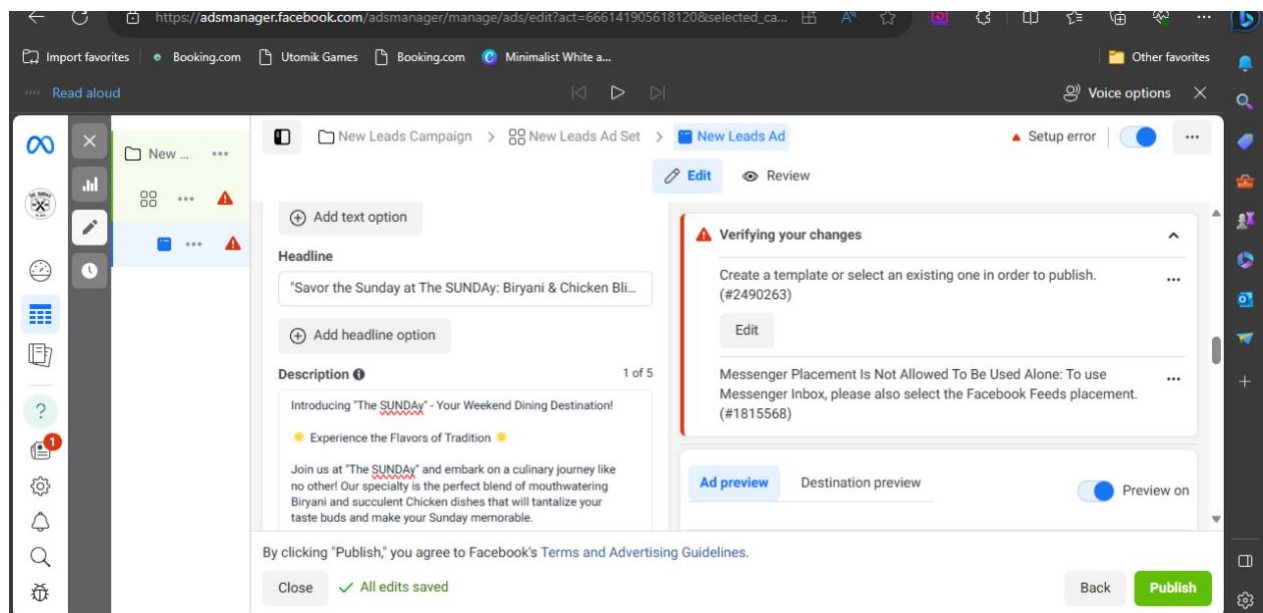 https://adsmanager.facebook.com/adsmanager/manage/ads/edit?act=666141905618120&selected_ca...
Import favorites
Booking.com
Utomik Games
Booking.com
Minimalist White a...
Other favorites
Read aloud
Voice options
New Leads Campaign > New Leads Ad Set > New Leads Ad
Setup error
New ...
Edit
Review
Add text option
Headline
"Savor the Sunday at The SUNDAy: Biryani & Chicken Bli...
Add headline option
Description
1 of 5
Introducing "The SUNDAy" - Your Weekend Dining Destination!
Experience the Flavors of Tradition
Join us at "The SUNDAy" and embark on a culinary journey like
no other! Our specialty is the perfect blend of mouthwatering
Biryani and succulent Chicken dishes that will tantalize your
taste buds and make your Sunday memorable.
Verifying your changes
Create a template or select an existing one in order to publish.
(#2490263)
Edit
Messenger Placement Is Not Allowed To Be Used Alone: To use
Messenger Inbox, please also select the Facebook Feeds placement.
(#1815568)
Ad preview
Destination preview
Preview on
1
By clicking "Publish," you agree to Facebook's Terms and Advertising Guidelines.
Close
All edits saved
Back
Publish